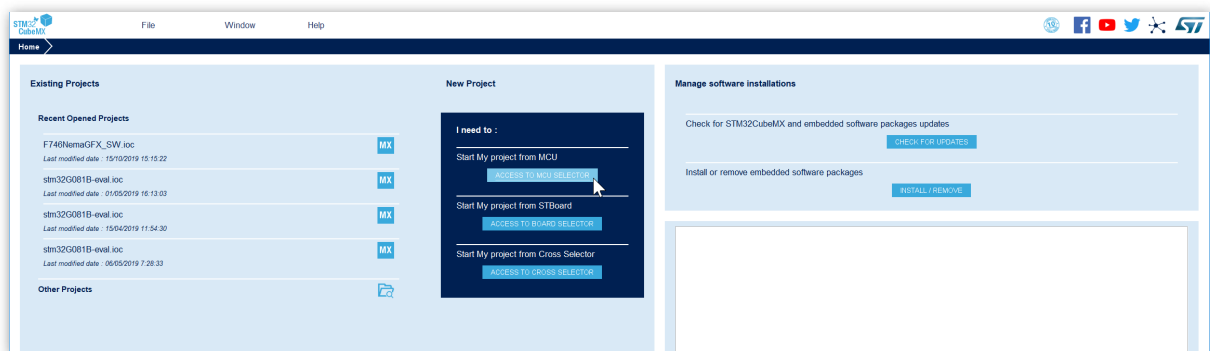 STM32
CubeMX
File
Window
Help
Home
Existing Projects
Recent Opened Projects
F746NemaGFX_SW.ioc
Last modified date : 15/10/2019 15:15:22
MX
stm32G081B-eval.ioc
Last modified date : 01/05/2019 16:13:03
MX
stm32G081B-eval.ioc
Last modified date : 15/04/2019 11:54:30
MX
stm32G081B-eval.ioc
Last modified date : 06/05/2019 7:28:33
MX
Other Projects
New Project
I need to :
Start My project from MCU
ACCESS TO MCU SELECTOR
Start My project from STBoard
ACCESS TO BOARD SELECTOR
Start My project from Cross Selector
ACCESS TO CROSS SELECTOR
Manage software installations
Check for STM32CubeMX and embedded software packages updates
CHECK FOR UPDATES
Install or remove embedded software packages
INSTALL / REMOVE